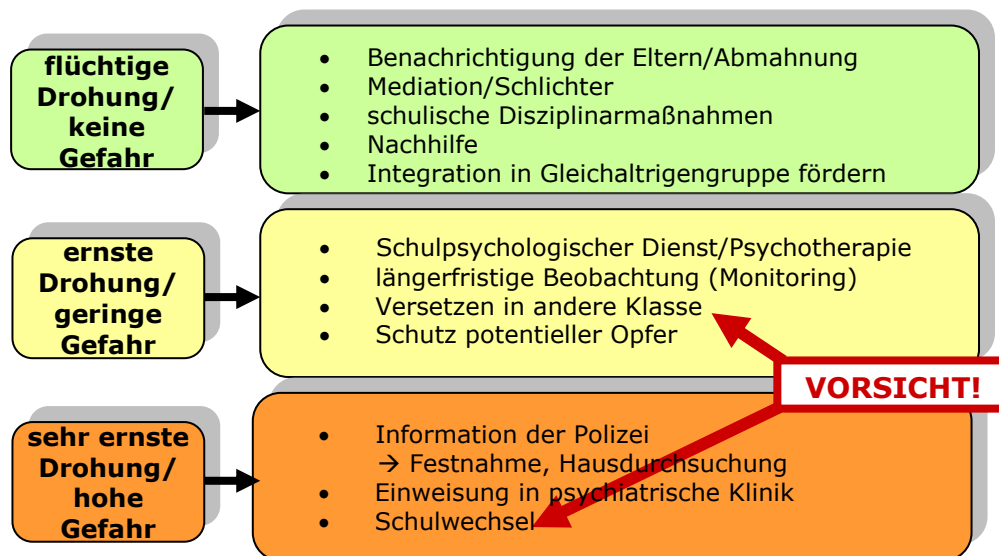 flüchtige
Drohung/
keine
Gefahr
• Benachrichtigung der Eltern/Abmahnung
• Mediation/Schlichter
• schulische Disziplinarmaßnahmen
• Nachhilfe
• Integration in Gleichaltrigengruppe fördern
ernste
Drohung/
geringe
Gefahr
• Schulpsychologischer Dienst/Psychotherapie
• längerfristige Beobachtung (Monitoring)
• Versetzen in andere Klasse
• Schutz potentieller Opfer
VORSICHT!
sehr ernste
Drohung/
hohe
Gefahr
• Information der Polizei
→ Festnahme, Hausdurchsuchung
• Einweisung in psychiatrische Klinik
• Schulwechsel